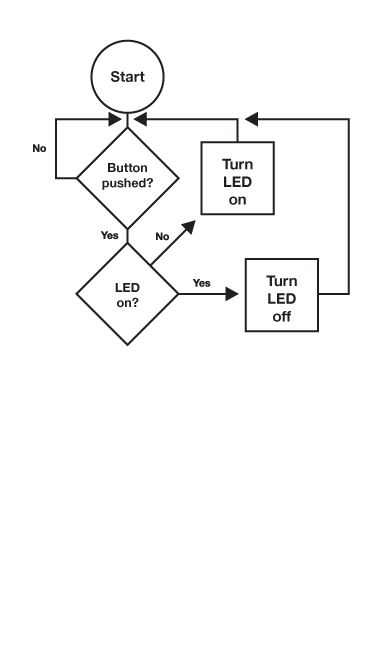 Start
No
Button
pushed?
Turn
LED
on
Yes
No
LED
on?
Yes
Turn
LED
off